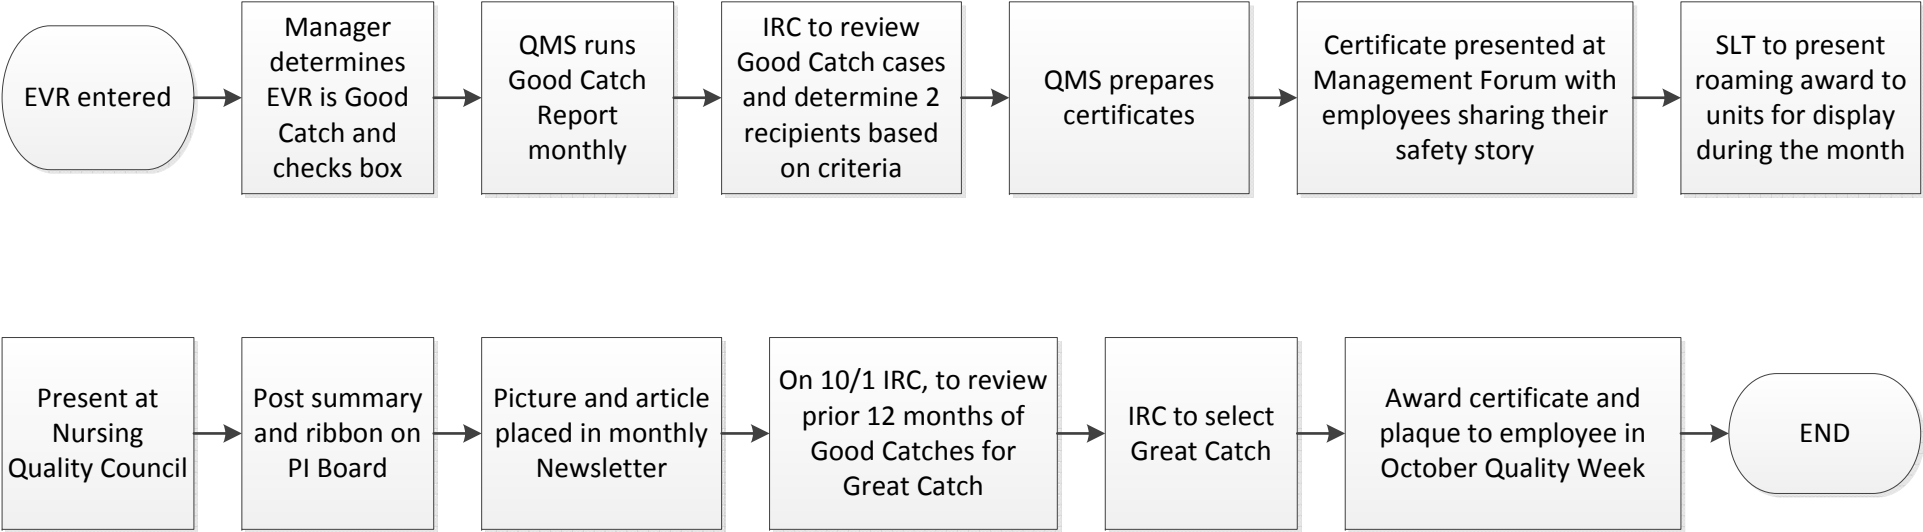 EVR entered
Manager
determines
EVR is Good
Catch and
checks box
QMS runs
Good Catch
Report
monthly
IRC to review
Good Catch cases
and determine 2
recipients based
on criteria
QMS prepares
certificates
Certificate presented at
Management Forum with
employees sharing their
safety story
SLT to present
roaming award to
units for display
during the month
Present at
Nursing
Quality Council
Post summary
and ribbon on
PI Board
Picture and article
placed in monthly
Newsletter
On 10/1 IRC, to review
prior 12 months of
Good Catches for
Great Catch
IRC to select
Great Catch
Award certificate and
plaque to employee in
October Quality Week
END